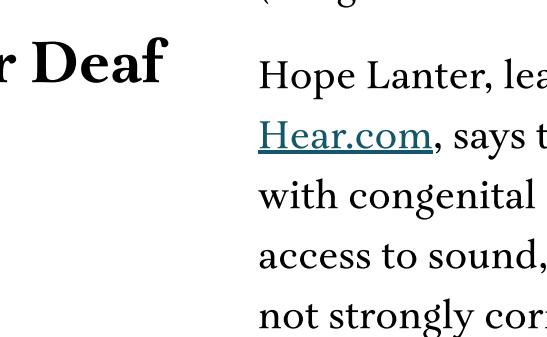 r Deaf
Hope Lanter, lea
Hear.com, says t
with congenital
access to sound,
not strongly cor